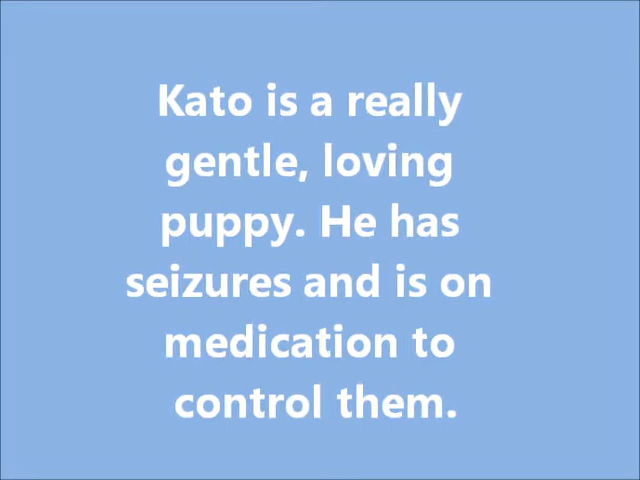 Kato is a really
gentle, loving
puppy. He has
seizures and is on
medication to
control them.